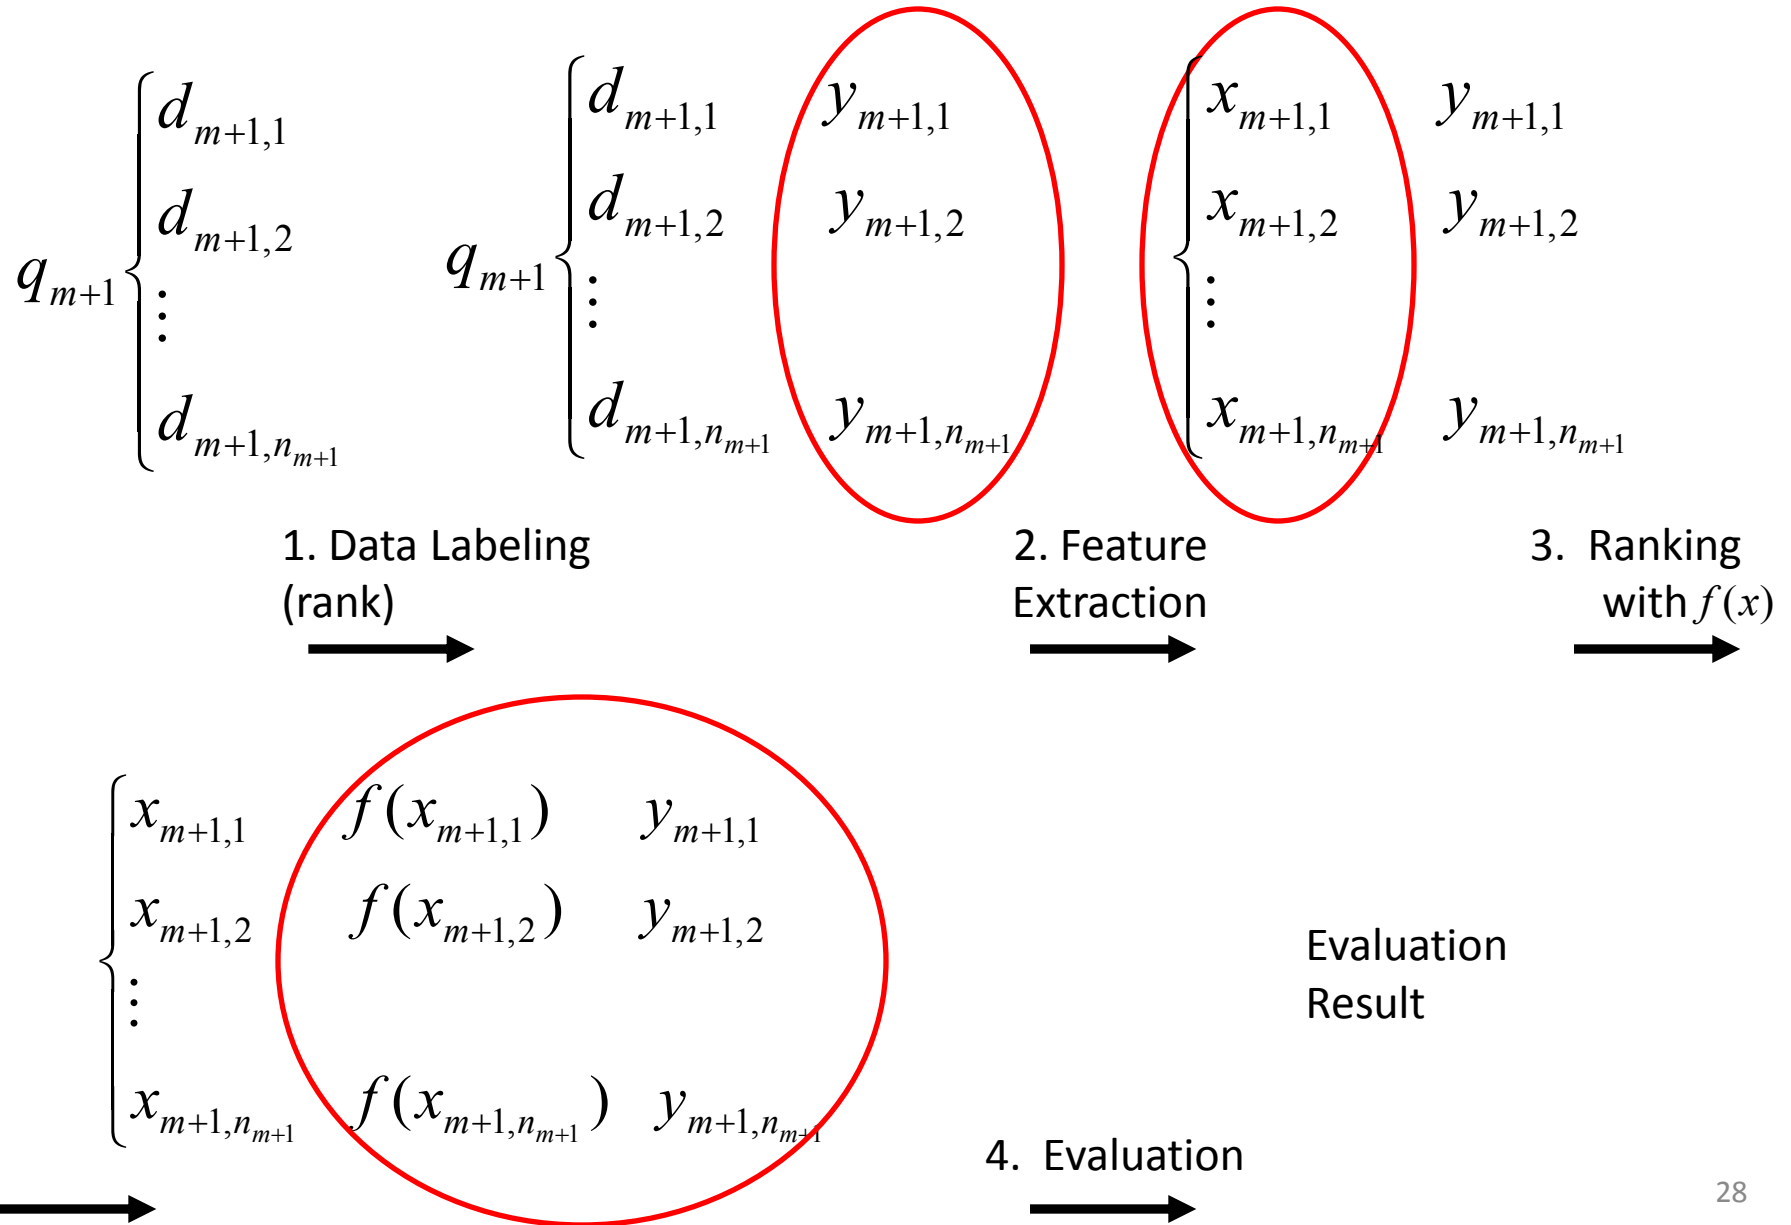 q_{m+1} { d_{m+1,1}
d_{m+1,2}
⋮
d_{m+1,n_{m+1}}
q_{m+1} { d_{m+1,1} y_{m+1,1}
d_{m+1,2} y_{m+1,2}
⋮
d_{m+1,n_{m+1}} y_{m+1,n_{m+1}}
{ x_{m+1,1} y_{m+1,1}
x_{m+1,2} y_{m+1,2}
⋮
x_{m+1,n_{m+1}} y_{m+1,n_{m+1}}
1. Data Labeling
(rank)
2. Feature
Extraction
3. Ranking
with f(x)
{ x_{m+1,1} f(x_{m+1,1}) y_{m+1,1}
x_{m+1,2} f(x_{m+1,2}) y_{m+1,2}
⋮
x_{m+1,n_{m+1}} f(x_{m+1,n_{m+1}}) y_{m+1,n_{m+1}}
4. Evaluation
Evaluation
Result
28